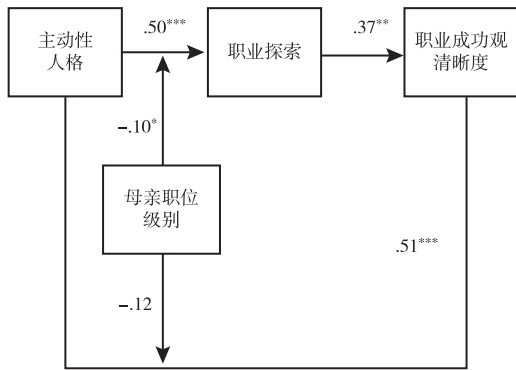 主动性
人格
.50***
职业探索
.37**
职业成功观
清晰度
–.10*
母亲职位
级别
.51***
–.12